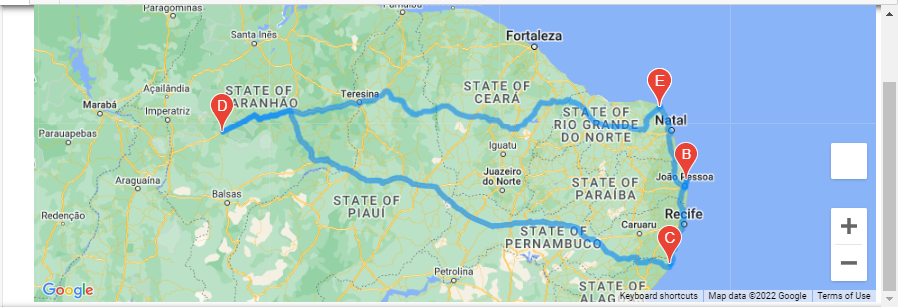 Paragominas
Parnaíba
Santa Inês
Fortaleza
Marabá
Açailândia
Imperatriz
D
STATE OF
ARANHÃO
Teresina
STATE OF
CEARÁ
E
STATE OF
RIO GRANDE
DO NORTE
Natal
Parauapebas
Iguatu
B
João Pessoa
Araguaína
Balsas
Juazeiro
do Norte
STATE OF
PARAÍBA
STATE OF
PIAUÍ
Redenção
Recife
Caruaru
C
STATE OF
PERNAMBUCO
Petrolina
STATE OF
ALAG
+
−
Google
Keyboard shortcuts
Map data ©2022 Google
Terms of Use